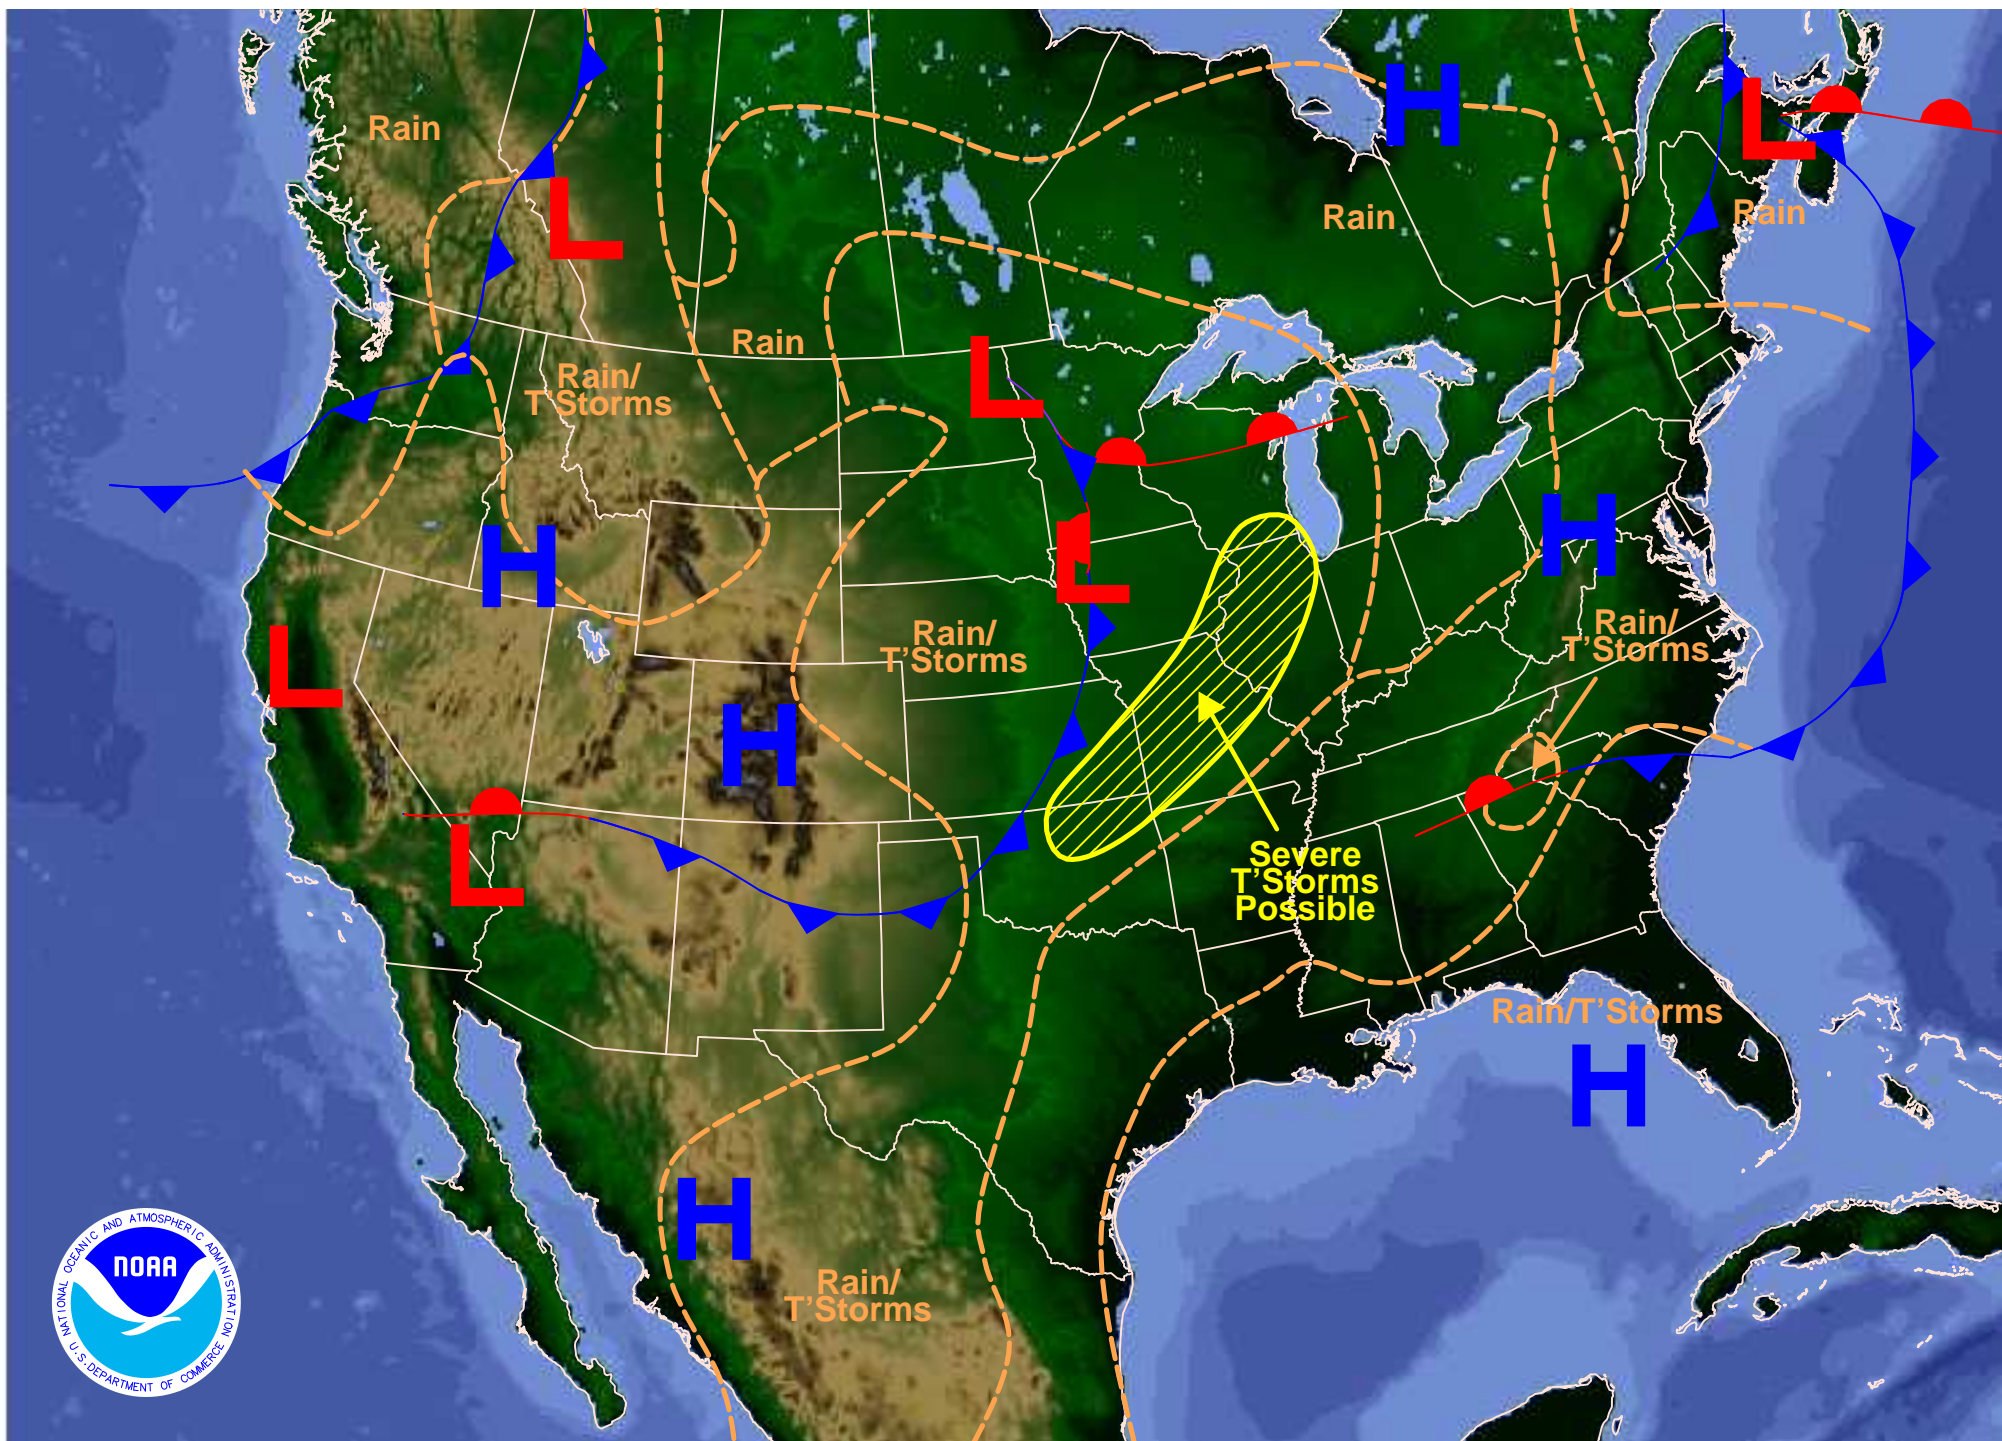 Rain
L
H
L
Rain
Rain
Rain
L
Rain/
T'Storms
H
L
H
L
Rain/
T'Storms
Rain/
T'Storms
H
L
Severe
T'Storms
Possible
Rain/T'Storms
H
H
Rain/
T'Storms
NATIONAL OCEANIC AND ATMOSPHERIC ADMINISTRATION
NOAA
U.S. DEPARTMENT OF COMMERCE